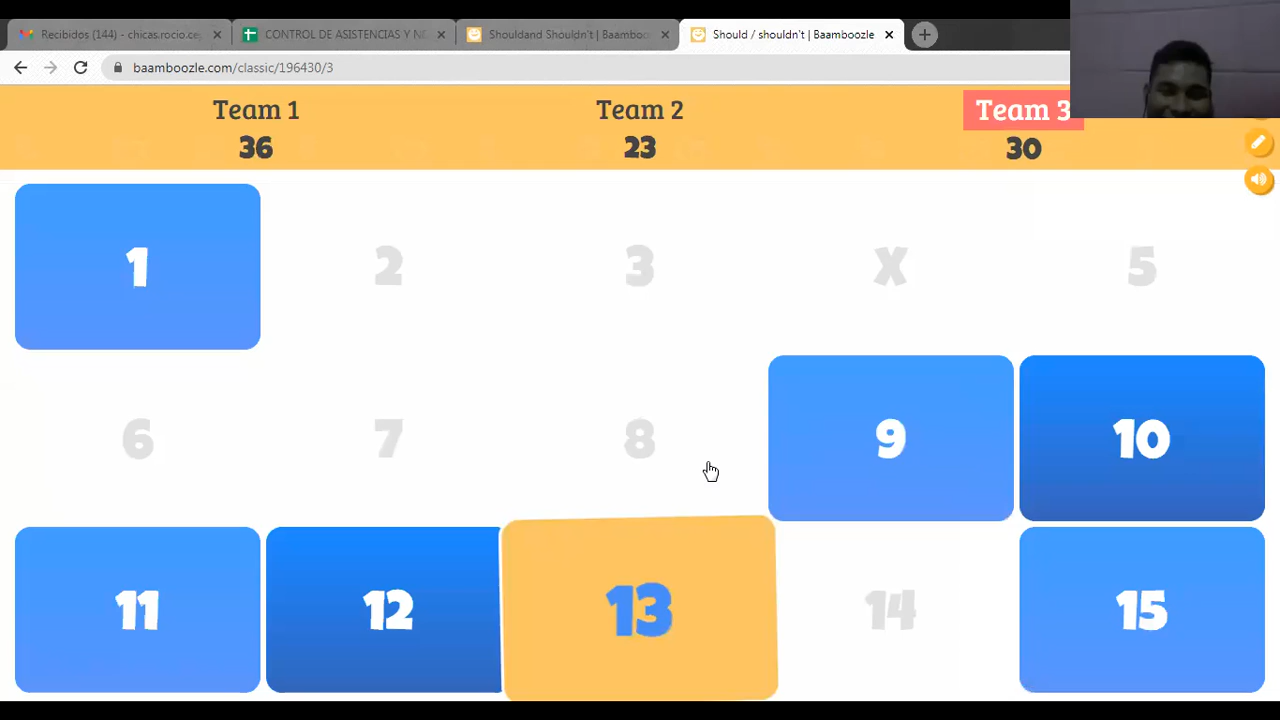 Recibidos (144) - chicas.rocio.ce
CONTROL DE ASISTENCIAS Y N
Shouldand Shouldn't | Baamboo
Should / shouldn't | Baamboozle
baamboozle.com/classic/196430/3
Team 1
Team 2
Team 3
36
23
30
1
2
3
X
5
6
7
8
9
10
11
12
13
14
15